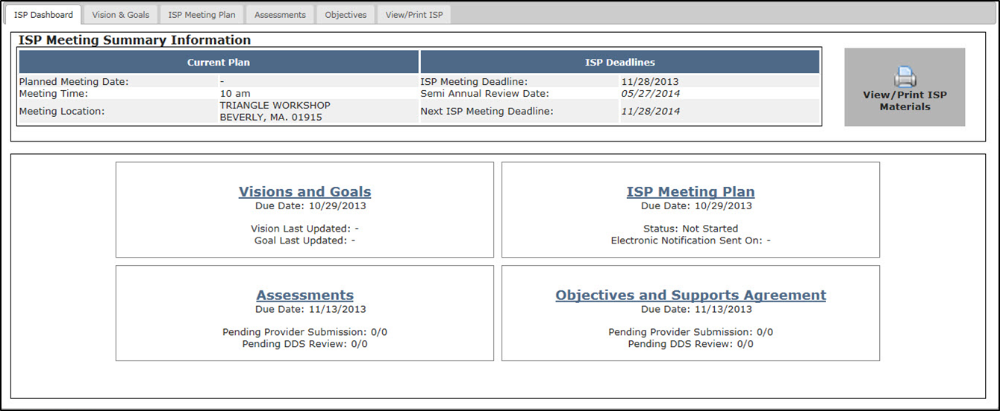 ISP Dashboard Vision & Goals ISP Meeting Plan Assessments Objectives View/Print ISP
ISP Meeting Summary Information
Current Plan ISP Deadlines
Planned Meeting Date: - ISP Meeting Deadline: 11/28/2013
Meeting Time: 10 am Semi Annual Review Date: 05/27/2014
Meeting Location: TRIANGLE WORKSHOP
BEVERLY, MA. 01915 Next ISP Meeting Deadline: 11/28/2014
View/Print ISP
Materials
Visions and Goals
Due Date: 10/29/2013
Vision Last Updated: -
Goal Last Updated: -
ISP Meeting Plan
Due Date: 10/29/2013
Status: Not Started
Electronic Notification Sent On: -
Assessments
Due Date: 11/13/2013
Pending Provider Submission: 0/0
Pending DDS Review: 0/0
Objectives and Supports Agreement
Due Date: 11/13/2013
Pending Provider Submission: 0/0
Pending DDS Review: 0/0